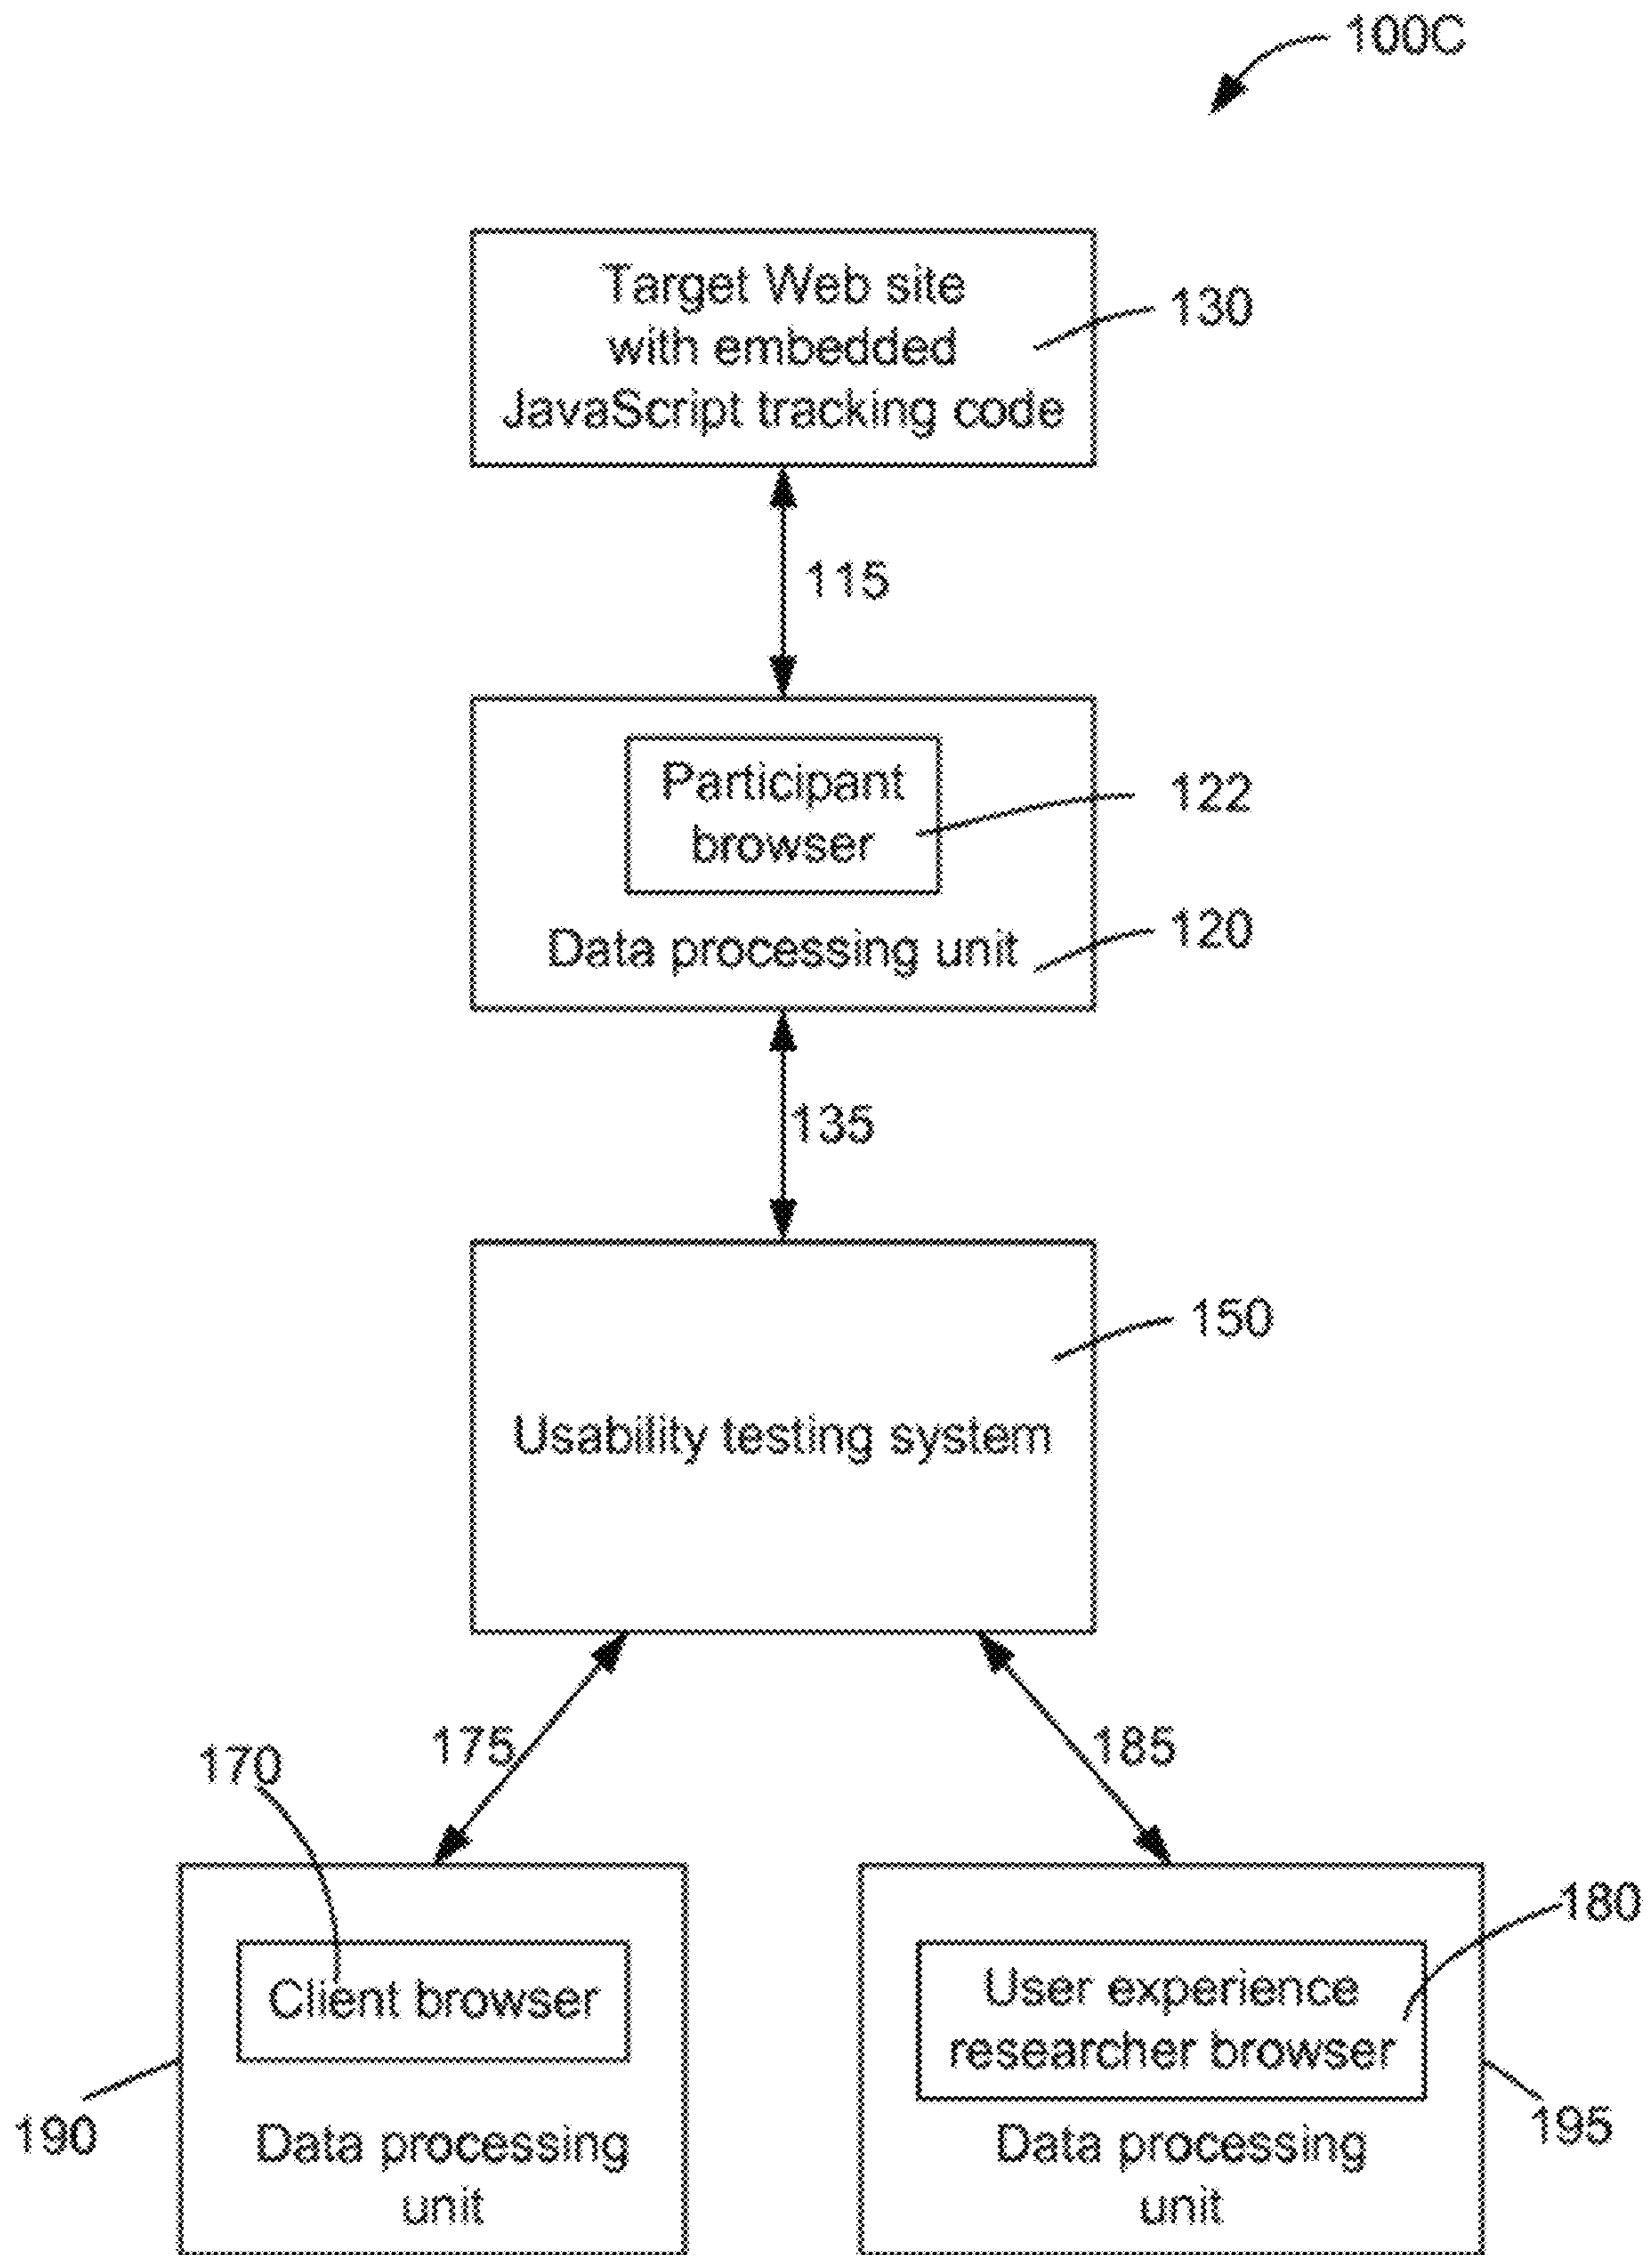 100C
Target Web site
with embedded
JavaScript tracking code
130
115
Participant
browser
122
Data processing unit
120
135
150
Usability testing system
175
185
170
180
Client browser
User experience
researcher browser
190
195
Data processing
unit
Data processing
unit